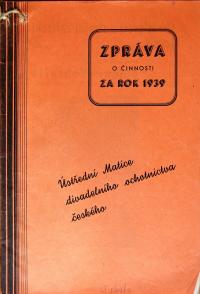 ZPRÁVA
O ČINNOSTI
ZA ROK 1939
Ústřední Matice
divadelního ochotnictva
českého